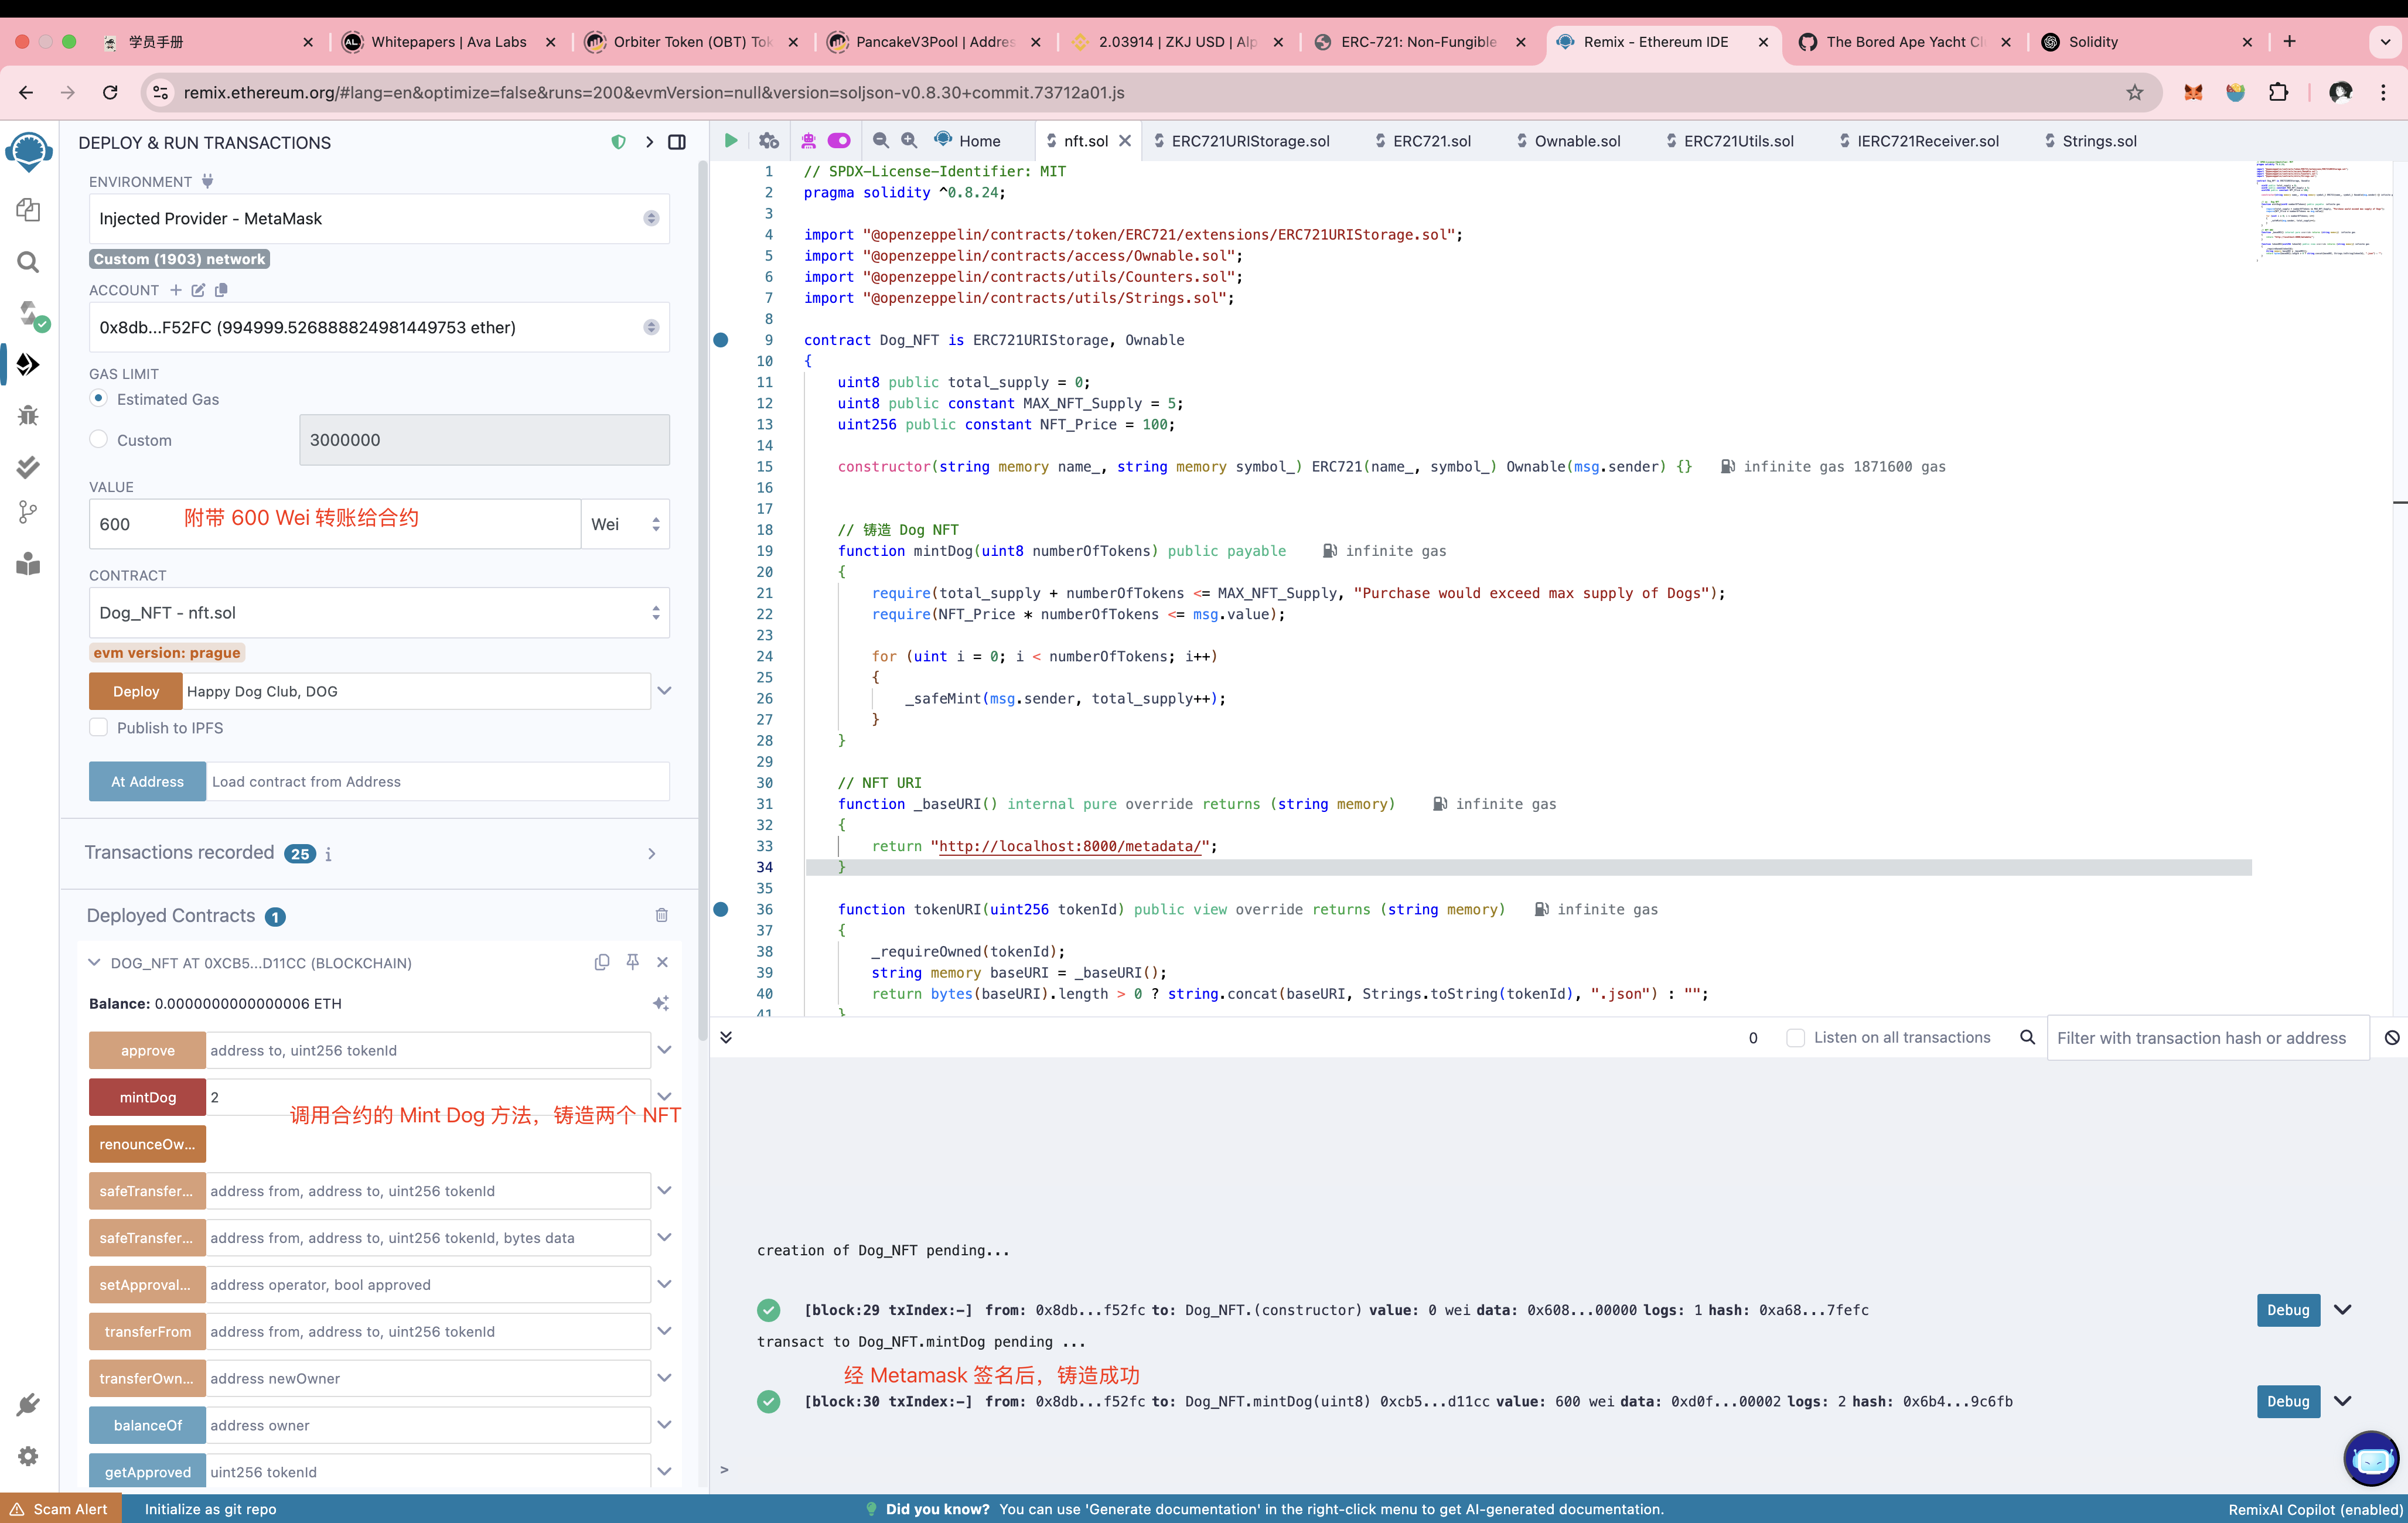 学员手册
Whitepapers | Ava Labs
Orbiter Token (OBT) Tok
PancakeV3Pool | Addres
2.03914 | ZKJ USD | Alp
ERC-721: Non-Fungible
Remix - Ethereum IDE
The Bored Ape Yacht Cl
Solidity
remix.ethereum.org/#lang=en&optimize=false&runs=200&evmVersion=null&version=soljson-v0.8.30+commit.73712a01.js
DEPLOY & RUN TRANSACTIONS
ENVIRONMENT
Injected Provider - MetaMask
Custom (1903) network
ACCOUNT
0x8db...F52FC (994999.526888824981449753 ether)
GAS LIMIT
Estimated Gas
Custom
3000000
VALUE
600
附带 600 Wei 转账给合约
Wei
CONTRACT
Dog_NFT - nft.sol
evm version: prague
Deploy
Happy Dog Club, DOG
Publish to IPFS
At Address
Load contract from Address
Transactions recorded 25 i
Deployed Contracts 1
DOG_NFT AT 0XCB5...D11CC (BLOCKCHAIN)
Balance: 0.0000000000000006 ETH
approve
address to, uint256 tokenId
mintDog
2
调用合约的 Mint Dog 方法，铸造两个 NFT
renounceOw...
safeTransfer...
address from, address to, uint256 tokenId
safeTransfer...
address from, address to, uint256 tokenId, bytes data
setApproval...
address operator, bool approved
transferFrom
address from, address to, uint256 tokenId
transferOwn...
address newOwner
balanceOf
address owner
getApproved
uint256 tokenId
Home
nft.sol
ERC721URIStorage.sol
ERC721.sol
Ownable.sol
ERC721Utils.sol
IERC721Receiver.sol
Strings.sol
1 // SPDX-License-Identifier: MIT
2 pragma solidity ^0.8.24;
3
4 import "@openzeppelin/contracts/token/ERC721/extensions/ERC721URIStorage.sol";
5 import "@openzeppelin/contracts/access/Ownable.sol";
6 import "@openzeppelin/contracts/utils/Counters.sol";
7 import "@openzeppelin/contracts/utils/Strings.sol";
8
9 contract Dog_NFT is ERC721URIStorage, Ownable
10 {
11 uint8 public total_supply = 0;
12 uint8 public constant MAX_NFT_Supply = 5;
13 uint256 public constant NFT_Price = 100;
14
15 constructor(string memory name_, string memory symbol_) ERC721(name_, symbol_) Ownable(msg.sender) {} infinite gas 1871600 gas
16
17
18 // 铸造 Dog NFT
19 function mintDog(uint8 numberOfTokens) public payable infinite gas
20 {
21 require(total_supply + numberOfTokens <= MAX_NFT_Supply, "Purchase would exceed max supply of Dogs");
22 require(NFT_Price * numberOfTokens <= msg.value);
23
24 for (uint i = 0; i < numberOfTokens; i++)
25 {
26 _safeMint(msg.sender, total_supply++);
27 }
28 }
29
30 // NFT URI
31 function _baseURI() internal pure override returns (string memory) infinite gas
32 {
33 return "http://localhost:8000/metadata/";
34 }
35
36 function tokenURI(uint256 tokenId) public view override returns (string memory) infinite gas
37 {
38 _requireOwned(tokenId);
39 string memory baseURI = _baseURI();
40 return bytes(baseURI).length > 0 ? string.concat(baseURI, Strings.toString(tokenId), ".json") : "";
41 }
0
Listen on all transactions
Filter with transaction hash or address
creation of Dog_NFT pending...
[block:29 txIndex:-] from: 0x8db...f52fc to: Dog_NFT.(constructor) value: 0 wei data: 0x608...00000 logs: 1 hash: 0xa68...7fefc
Debug
transact to Dog_NFT.mintDog pending ...
经 Metamask 签名后，铸造成功
[block:30 txIndex:-] from: 0x8db...f52fc to: Dog_NFT.mintDog(uint8) 0xcb5...d11cc value: 600 wei data: 0xd0f...00002 logs: 2 hash: 0x6b4...9c6fb
Debug
>
Scam Alert
Initialize as git repo
Did you know? You can use 'Generate documentation' in the right-click menu to get AI-generated documentation.
RemixAI Copilot (enabled)